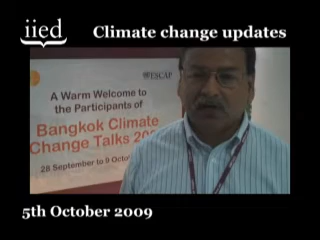 iied
Climate change updates
ESCAP
A Warm Welcome to
the Participants of
Bangkok Climate
Change Talks
28 September to 9
5th October 2009